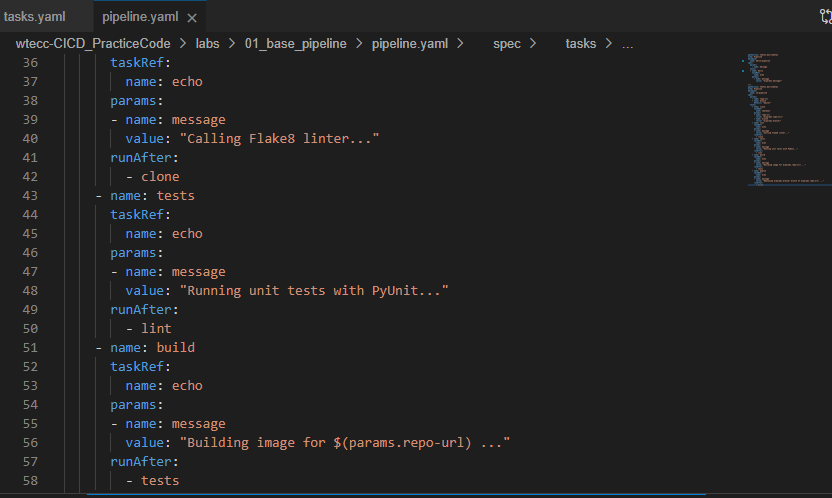 tasks.yaml pipeline.yaml
wtecc-CICD_PracticeCode > labs > 01_base_pipeline > pipeline.yaml > spec > tasks > ...
36 taskRef:
37 name: echo
38 params:
39 - name: message
40 value: "Calling Flake8 linter..."
41 runAfter:
42 - clone
43 - name: tests
44 taskRef:
45 name: echo
46 params:
47 - name: message
48 value: "Running unit tests with PyUnit..."
49 runAfter:
50 - lint
51 - name: build
52 taskRef:
53 name: echo
54 params:
55 - name: message
56 value: "Building image for $(params.repo-url) ..."
57 runAfter:
58 - tests